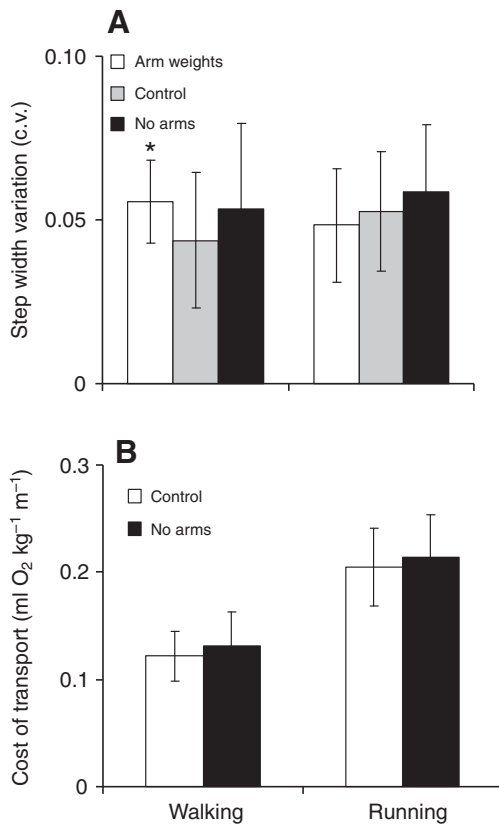 A
0.10
Arm weights
Control
No arms
*
0.05
0
Step width variation (c.v.)
B
0.3
Control
No arms
0.2
0.1
0
Cost of transport (ml O₂ kg⁻¹ m⁻¹)
Walking Running